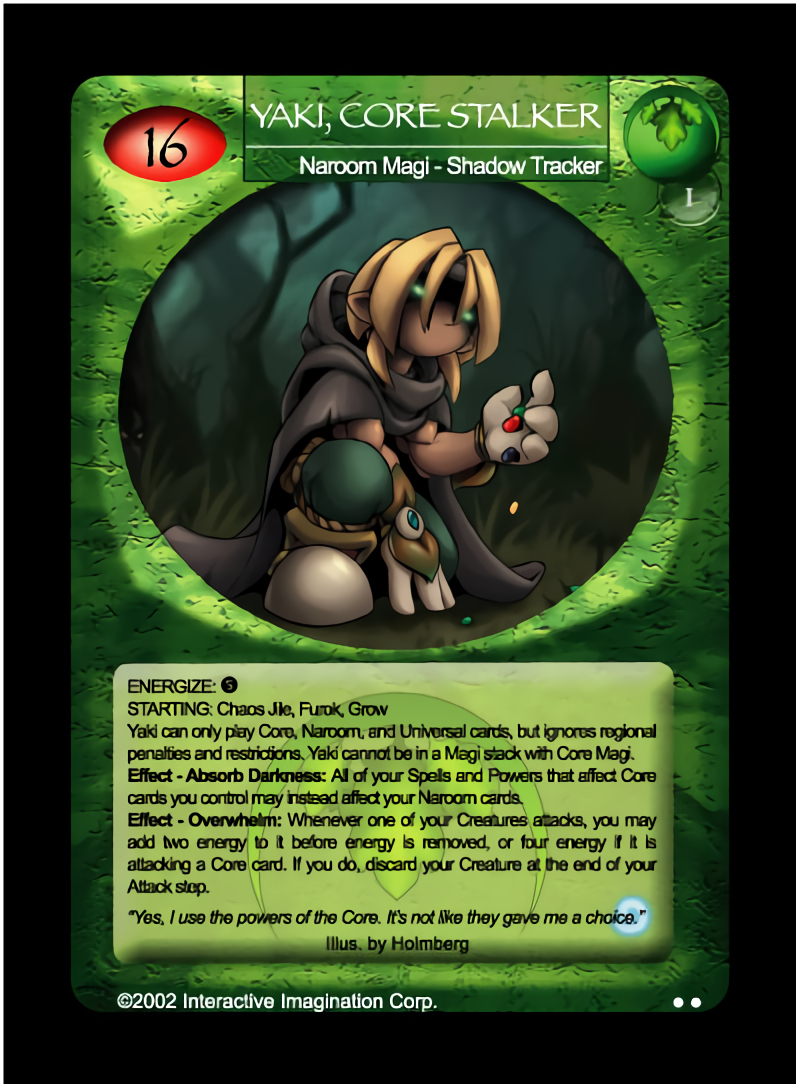 16
YAKI, CORE STALKER
Naroom Magi - Shadow Tracker
L
ENERGIZE: 5
STARTING: Chaos Jile, Furok, Grow
Yaki can only play Core, Naroom, and Universal cards, but ignores regional
penalties and restrictions. Yaki cannot be in a Magi stack with Core Magi.
Effect - Absorb Darkness: All of your Spells and Powers that affect Core
cards you control may instead affect your Naroom cards.
Effect - Overwhelm: Whenever one of your Creatures attacks, you may
add two energy to it before energy is removed, or four energy if it is
attacking a Core card. If you do, discard your Creature at the end of your
Attack step.
"Yes, I use the powers of the Core. It's not like they gave me a choice."
Illus. by Holmberg
©2002 Interactive Imagination Corp.